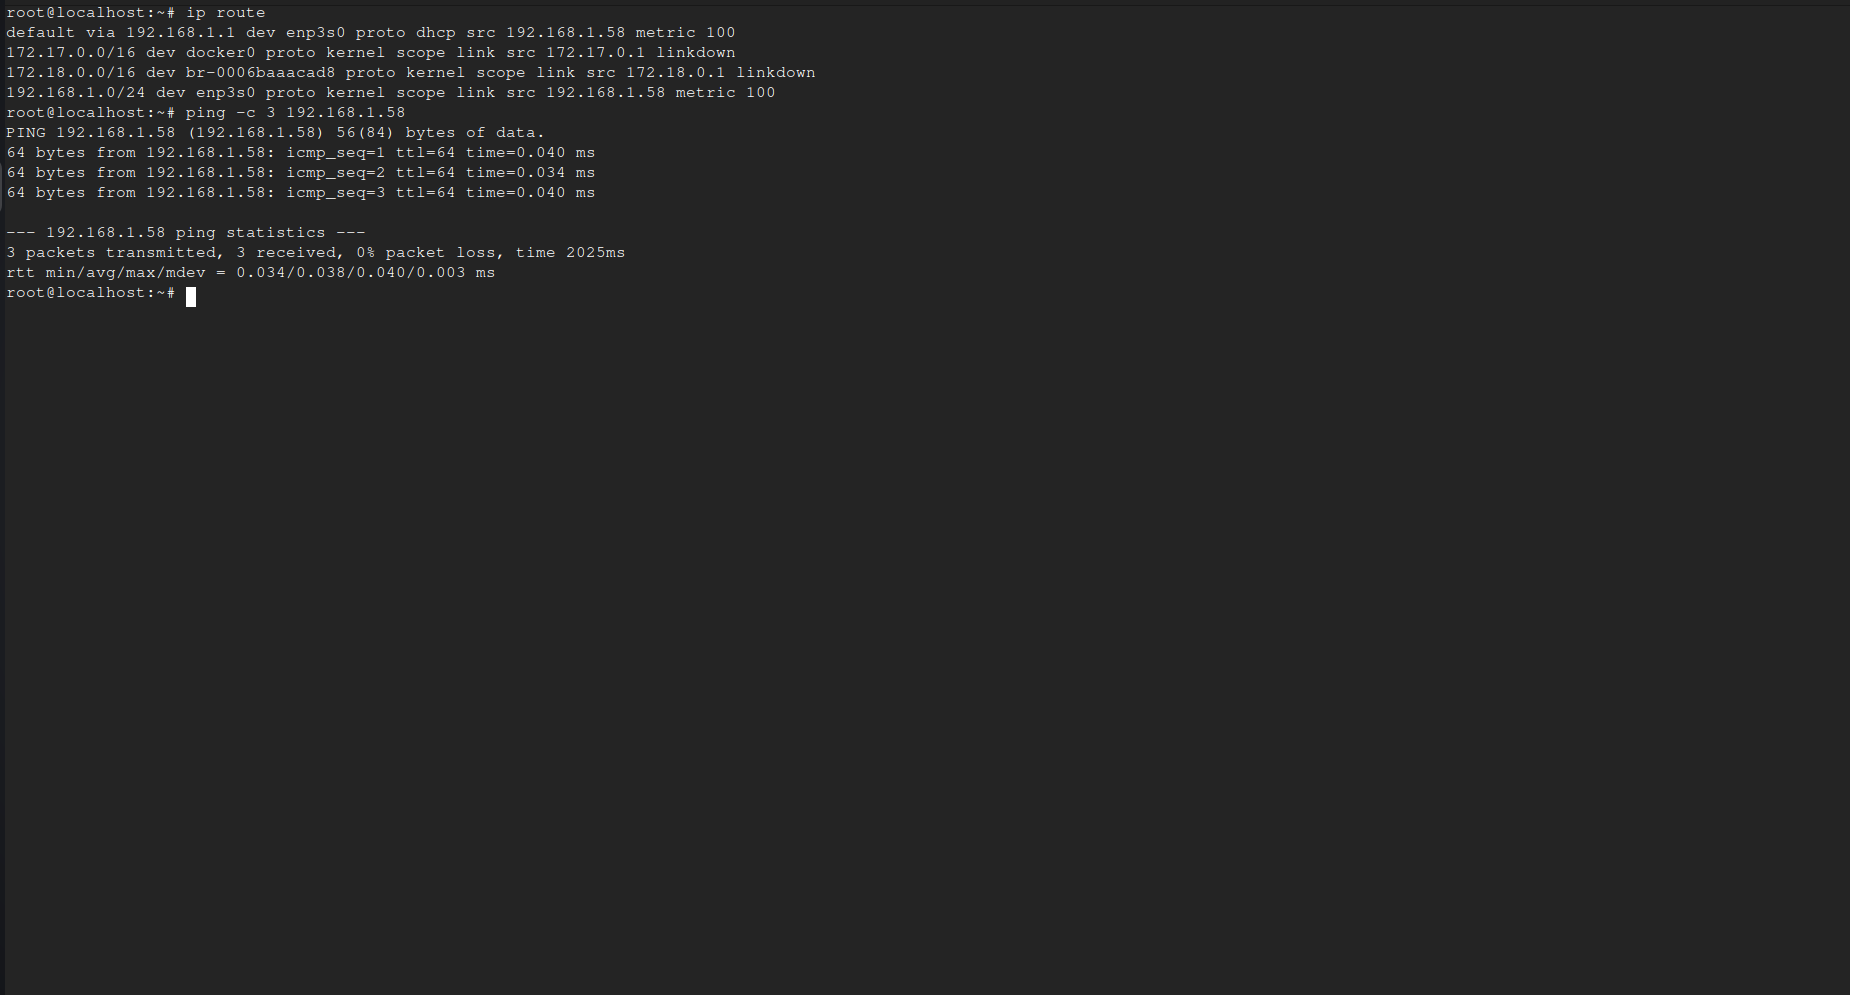 root@localhost:~# ip route
default via 192.168.1.1 dev enp3s0 proto dhcp src 192.168.1.58 metric 100
172.17.0.0/16 dev docker0 proto kernel scope link src 172.17.0.1 linkdown
172.18.0.0/16 dev br-0006baaacad8 proto kernel scope link src 172.18.0.1 linkdown
192.168.1.0/24 dev enp3s0 proto kernel scope link src 192.168.1.58 metric 100
root@localhost:~# ping -c 3 192.168.1.58
PING 192.168.1.58 (192.168.1.58) 56(84) bytes of data.
64 bytes from 192.168.1.58: icmp_seq=1 ttl=64 time=0.040 ms
64 bytes from 192.168.1.58: icmp_seq=2 ttl=64 time=0.034 ms
64 bytes from 192.168.1.58: icmp_seq=3 ttl=64 time=0.040 ms

--- 192.168.1.58 ping statistics ---
3 packets transmitted, 3 received, 0% packet loss, time 2025ms
rtt min/avg/max/mdev = 0.034/0.038/0.040/0.003 ms
root@localhost:~#